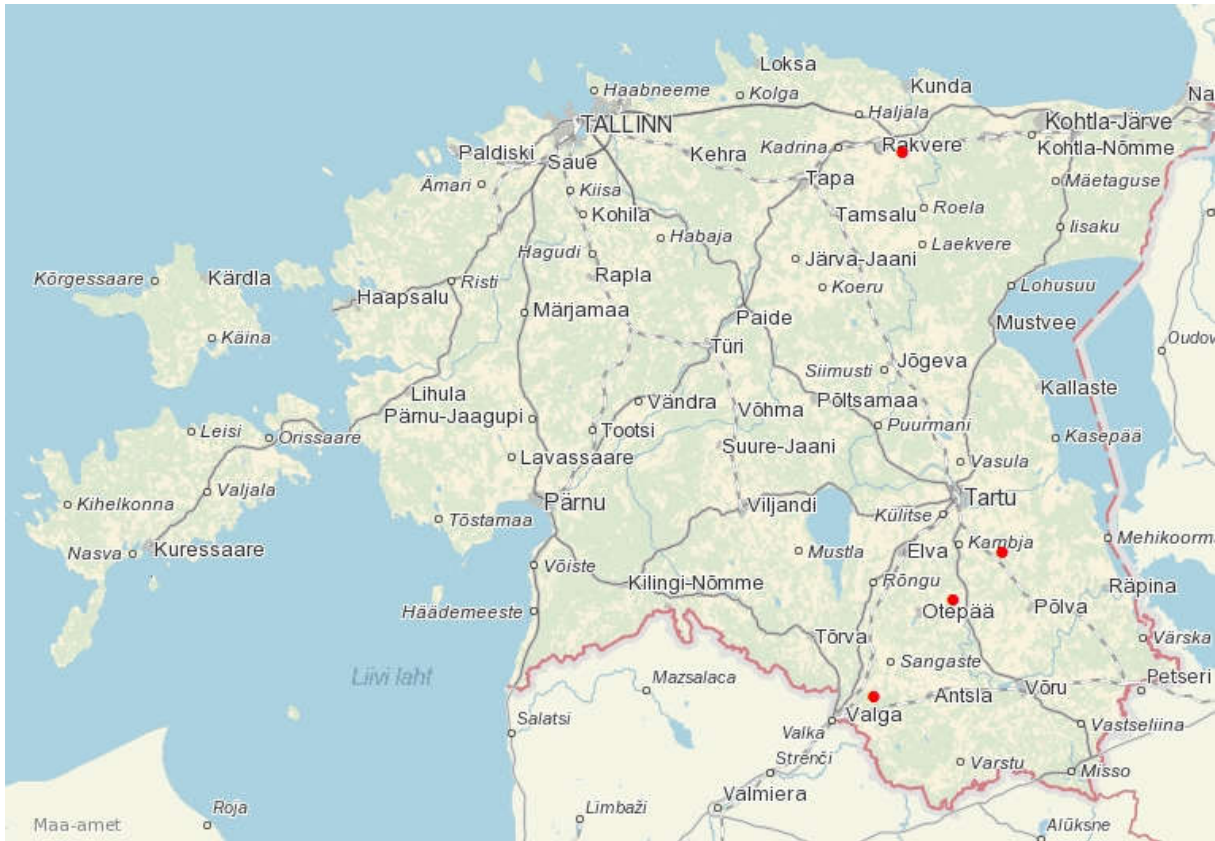 Loksa
Haabneeme
Kolga
Kunda
Haljala
Na
TALLINN
Kohtla-Järve
Paldiski
Saue
Kehra
Kadrina
Rakvere
Kohtla-Nõmme
Ämari
Kiisa
Tapa
Mäetaguse
Kohila
Tamsalu
Roela
Iisaku
Habaja
Hagudi
Laekvere
Järva-Jaani
Kõrgessaare
Kärdla
Risti
Rapla
Koeru
Lohusuu
Haapsalu
Märjamaa
Paide
Mustvee
Käina
Türi
Oudov
Siimusti
Jõgeva
Lihula
Kallaste
Vändra
Põltsamaa
Pärnu-Jaagupi
Võhma
Leisi
Orissaare
Tootsi
Puurmani
Kasepää
Suure-Jaani
Lavassaare
Vasula
Valjala
Kihelkonna
Pärnu
Viljandi
Tartu
Tõstamaa
Külitse
Nasva
Kuressaare
Mustla
Elva
Kambja
Mehikoorma
Võiste
Kilingi-Nõmme
Rõngu
Räpina
Häädemeeste
Otepää
Põlva
Tõrva
Värska
Liivi laht
Sangaste
Mazsalaca
Võru
Petseri
Antsla
Salatsi
Valka
Valga
Vastseliina
Strenči
Varstu
Misso
Valmiera
Roja
Limbaži
Maa-amet
Alūksne